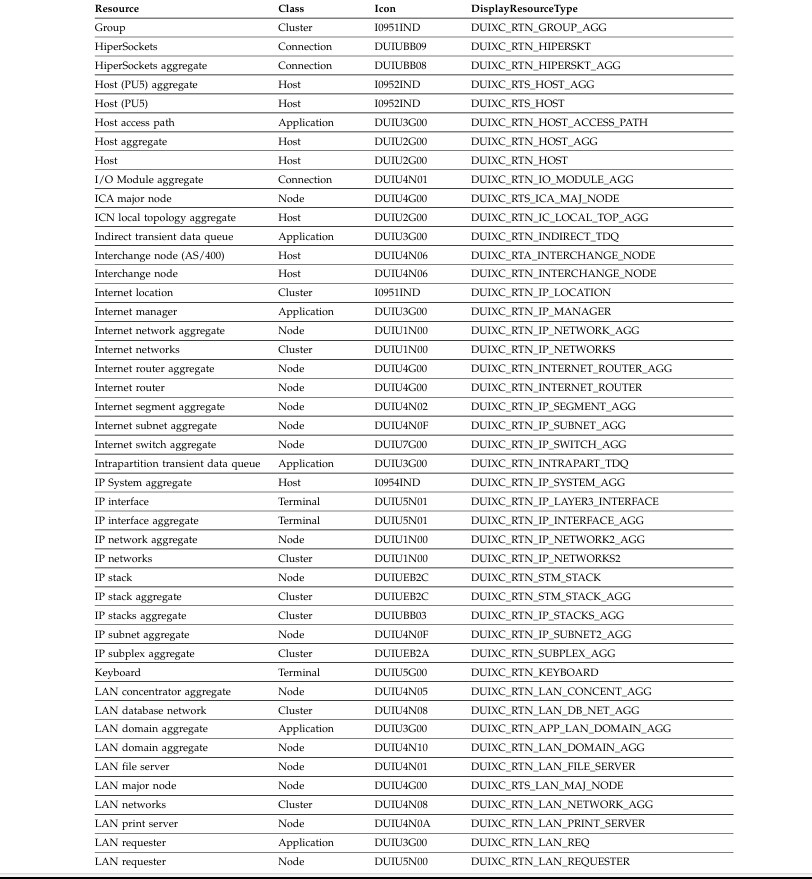 Resource Class Icon DisplayResourceType
Group Cluster I0951IND DUIXC_RTN_GROUP_AGG
HiperSockets Connection DUIUBB09 DUIXC_RTN_HIPERSKT
HiperSockets aggregate Connection DUIUBB08 DUIXC_RTN_HIPERSKT_AGG
Host (PU5) aggregate Host I0952IND DUIXC_RTS_HOST_AGG
Host (PU5) Host I0952IND DUIXC_RTS_HOST
Host access path Application DUIU3G00 DUIXC_RTN_HOST_ACCESS_PATH
Host aggregate Host DUIU2G00 DUIXC_RTN_HOST_AGG
Host Host DUIU2G00 DUIXC_RTN_HOST
I/O Module aggregate Connection DUIU4N01 DUIXC_RTN_IO_MODULE_AGG
ICA major node Node DUIU4G00 DUIXC_RTS_ICA_MAJ_NODE
ICN local topology aggregate Host DUIU2G00 DUIXC_RTN_IC_LOCAL_TOP_AGG
Indirect transient data queue Application DUIU3G00 DUIXC_RTN_INDIRECT_TDQ
Interchange node (AS/400) Host DUIU4N06 DUIXC_RTA_INTERCHANGE_NODE
Interchange node Host DUIU4N06 DUIXC_RTN_INTERCHANGE_NODE
Internet location Cluster I0951IND DUIXC_RTN_IP_LOCATION
Internet manager Application DUIU3G00 DUIXC_RTN_IP_MANAGER
Internet network aggregate Node DUIU1N00 DUIXC_RTN_IP_NETWORK_AGG
Internet networks Cluster DUIU1N00 DUIXC_RTN_IP_NETWORKS
Internet router aggregate Node DUIU4G00 DUIXC_RTN_INTERNET_ROUTER_AGG
Internet router Node DUIU4G00 DUIXC_RTN_INTERNET_ROUTER
Internet segment aggregate Node DUIU4N02 DUIXC_RTN_IP_SEGMENT_AGG
Internet subnet aggregate Node DUIU4N0F DUIXC_RTN_IP_SUBNET_AGG
Internet switch aggregate Node DUIU7G00 DUIXC_RTN_IP_SWITCH_AGG
Intrapartition transient data queue Application DUIU3G00 DUIXC_RTN_INTRAPART_TDQ
IP System aggregate Host I0954IND DUIXC_RTN_IP_SYSTEM_AGG
IP interface Terminal DUIU5N01 DUIXC_RTN_IP_LAYER3_INTERFACE
IP interface aggregate Terminal DUIU5N01 DUIXC_RTN_IP_INTERFACE_AGG
IP network aggregate Node DUIU1N00 DUIXC_RTN_IP_NETWORK2_AGG
IP networks Cluster DUIU1N00 DUIXC_RTN_IP_NETWORKS2
IP stack Node DUIUEB2C DUIXC_RTN_STM_STACK
IP stack aggregate Cluster DUIUEB2C DUIXC_RTN_STM_STACK_AGG
IP stacks aggregate Cluster DUIUBB03 DUIXC_RTN_IP_STACKS_AGG
IP subnet aggregate Node DUIU4N0F DUIXC_RTN_IP_SUBNET2_AGG
IP subplex aggregate Cluster DUIUEB2A DUIXC_RTN_SUBPLEX_AGG
Keyboard Terminal DUIU5G00 DUIXC_RTN_KEYBOARD
LAN concentrator aggregate Node DUIU4N05 DUIXC_RTN_LAN_CONCENT_AGG
LAN database network Cluster DUIU4N08 DUIXC_RTN_LAN_DB_NET_AGG
LAN domain aggregate Application DUIU3G00 DUIXC_RTN_APP_LAN_DOMAIN_AGG
LAN domain aggregate Node DUIU4N10 DUIXC_RTN_LAN_DOMAIN_AGG
LAN file server Node DUIU4N01 DUIXC_RTN_LAN_FILE_SERVER
LAN major node Node DUIU4G00 DUIXC_RTS_LAN_MAJ_NODE
LAN networks Cluster DUIU4N08 DUIXC_RTN_LAN_NETWORK_AGG
LAN print server Node DUIU4N0A DUIXC_RTN_LAN_PRINT_SERVER
LAN requester Application DUIU3G00 DUIXC_RTN_LAN_REQ
LAN requester Node DUIU5N00 DUIXC_RTN_LAN_REQUESTER